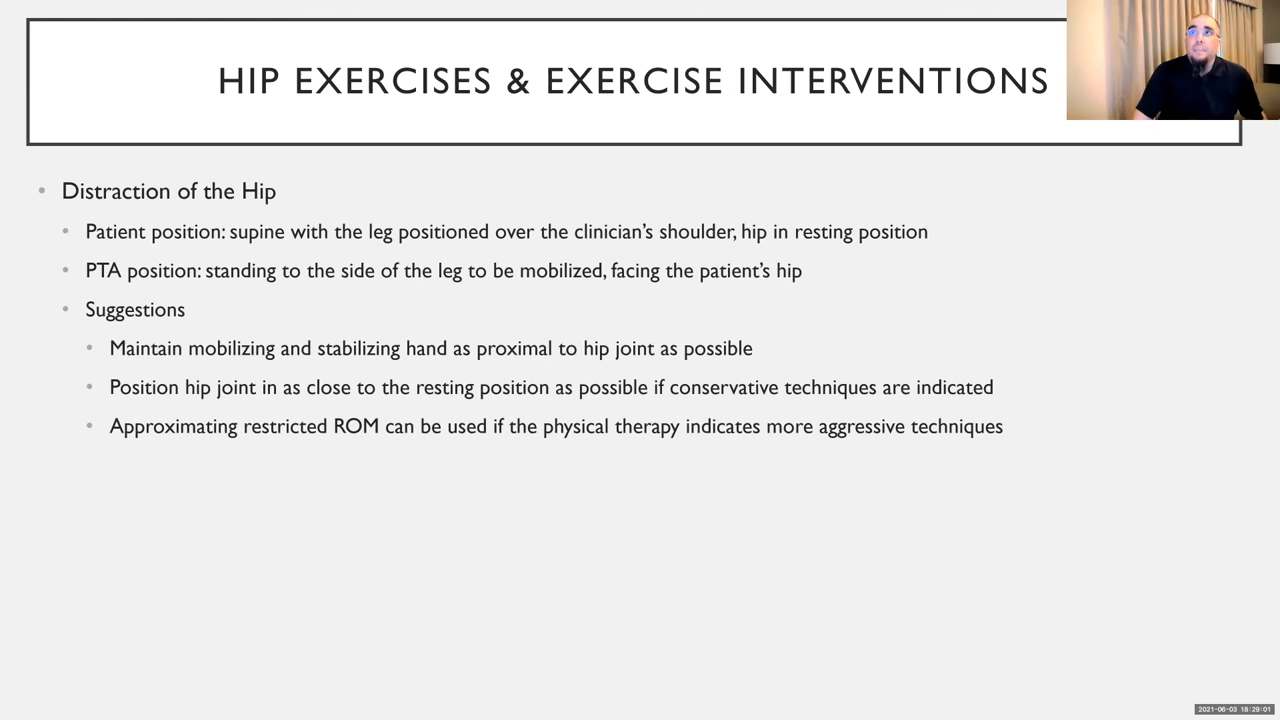 HIP EXERCISES & EXERCISE INTERVENTIONS
• Distraction of the Hip
• Patient position: supine with the leg positioned over the clinician’s shoulder, hip in resting position
• PTA position: standing to the side of the leg to be mobilized, facing the patient’s hip
• Suggestions
• Maintain mobilizing and stabilizing hand as proximal to hip joint as possible
• Position hip joint in as close to the resting position as possible if conservative techniques are indicated
• Approximating restricted ROM can be used if the physical therapy indicates more aggressive techniques
2021-06-03 18:29:01